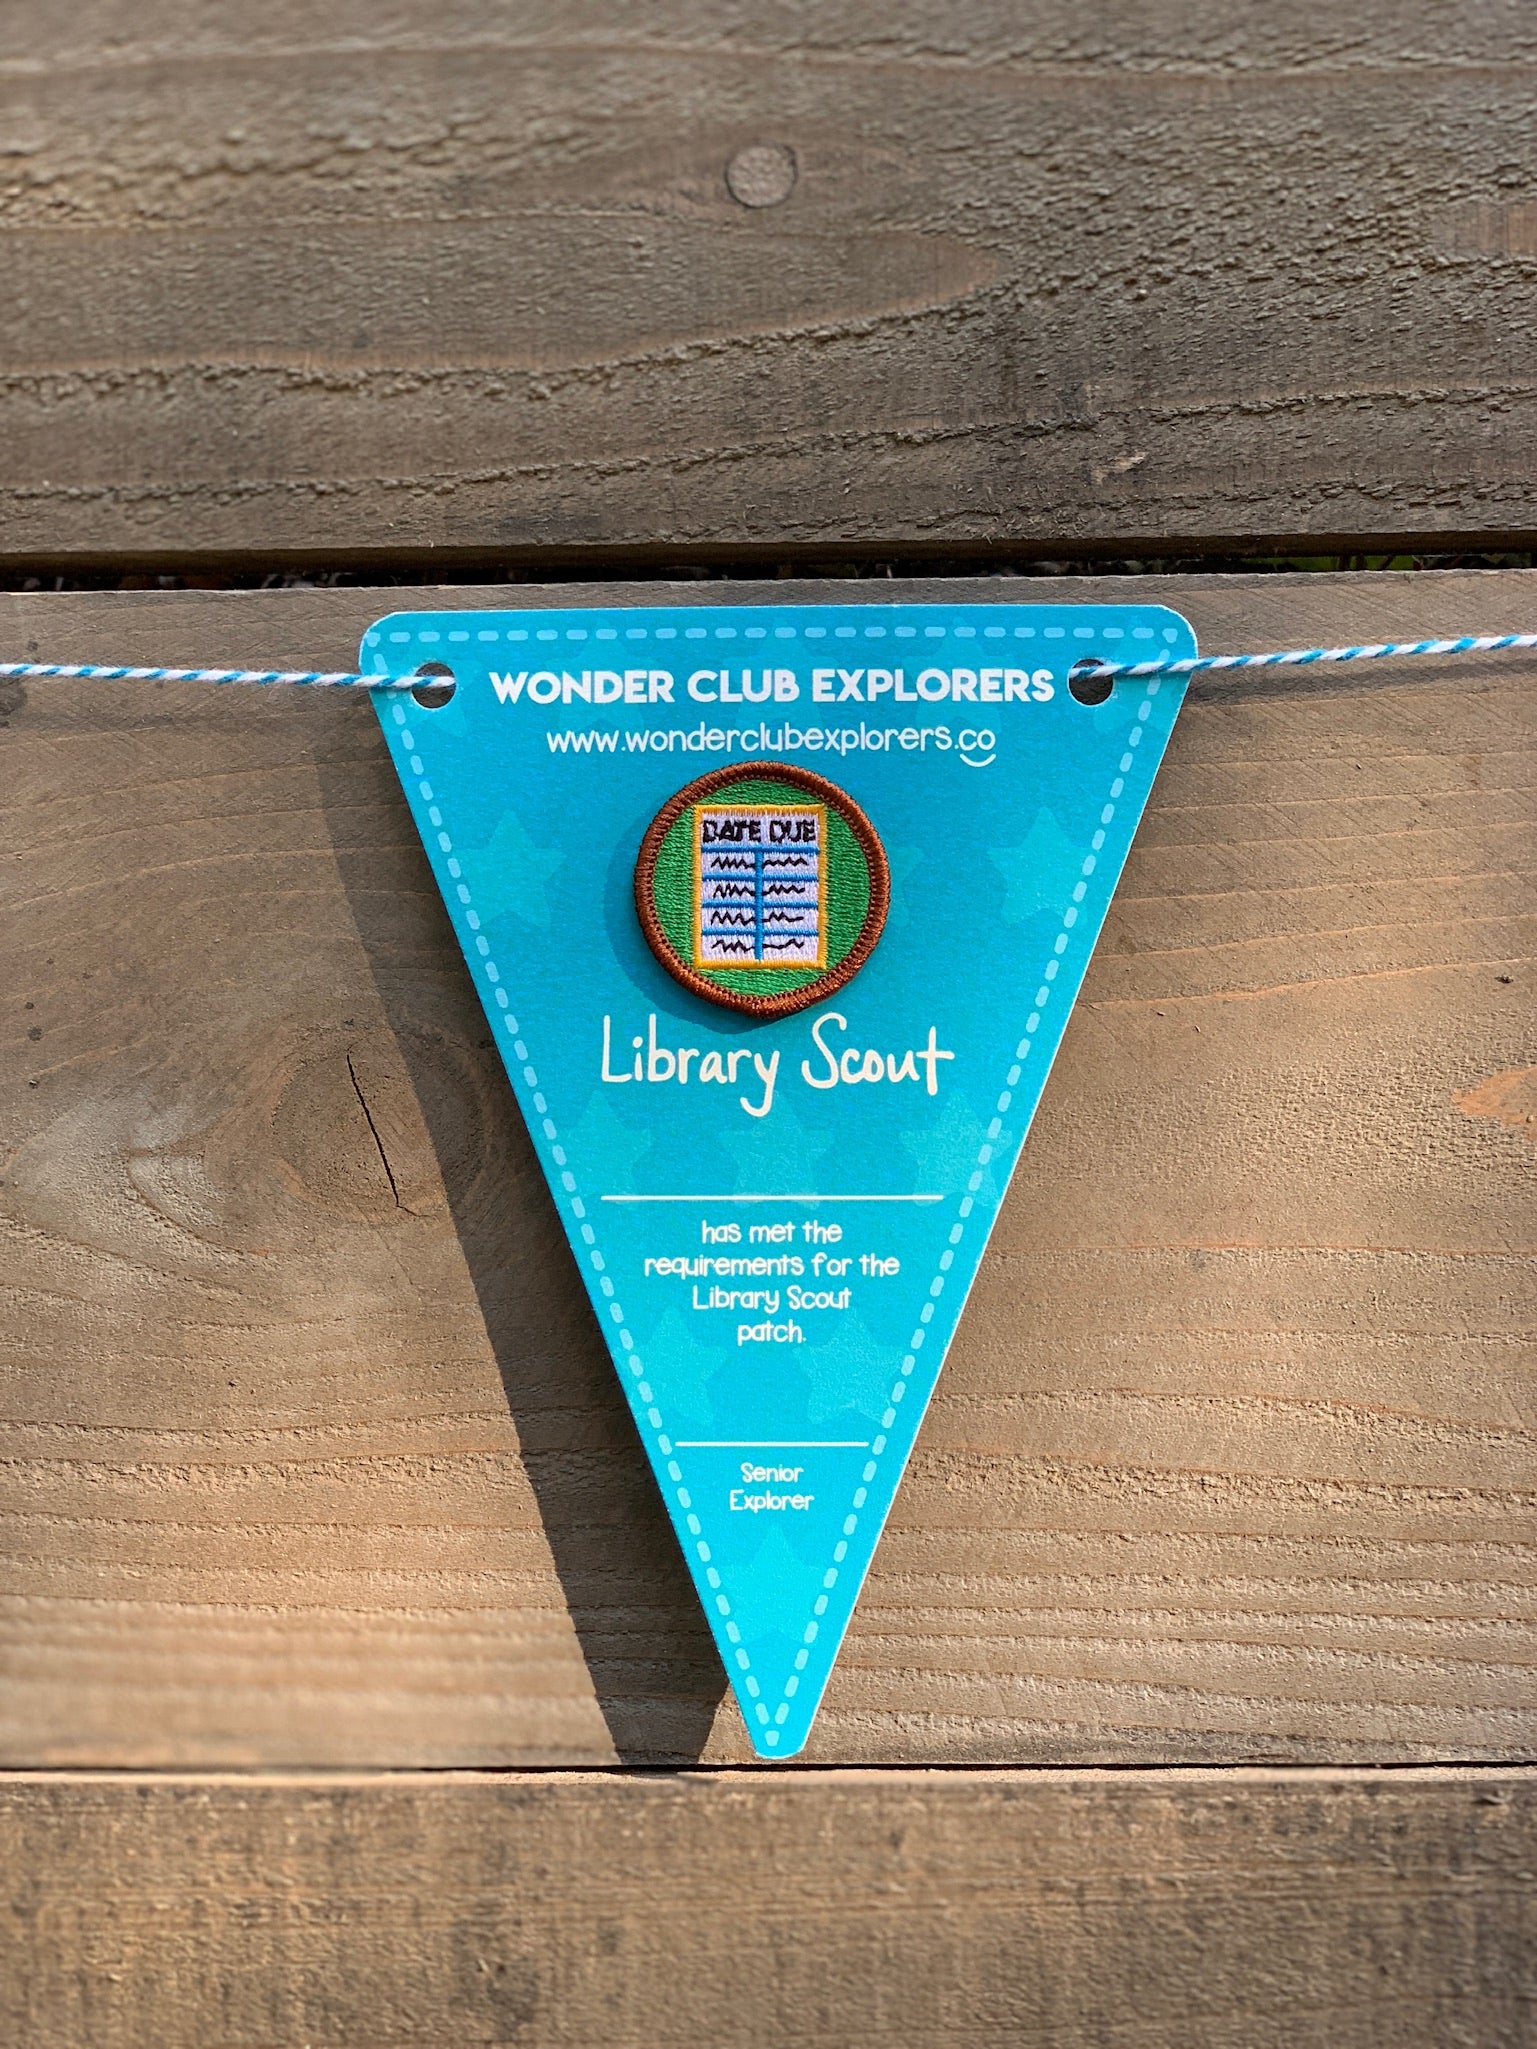 WONDER CLUB EXPLORERS
www.wonderclubexplorers.co
DATE DUE
Library Scout
has met the
requirements for the
Library Scout
patch.
Senior
Explorer